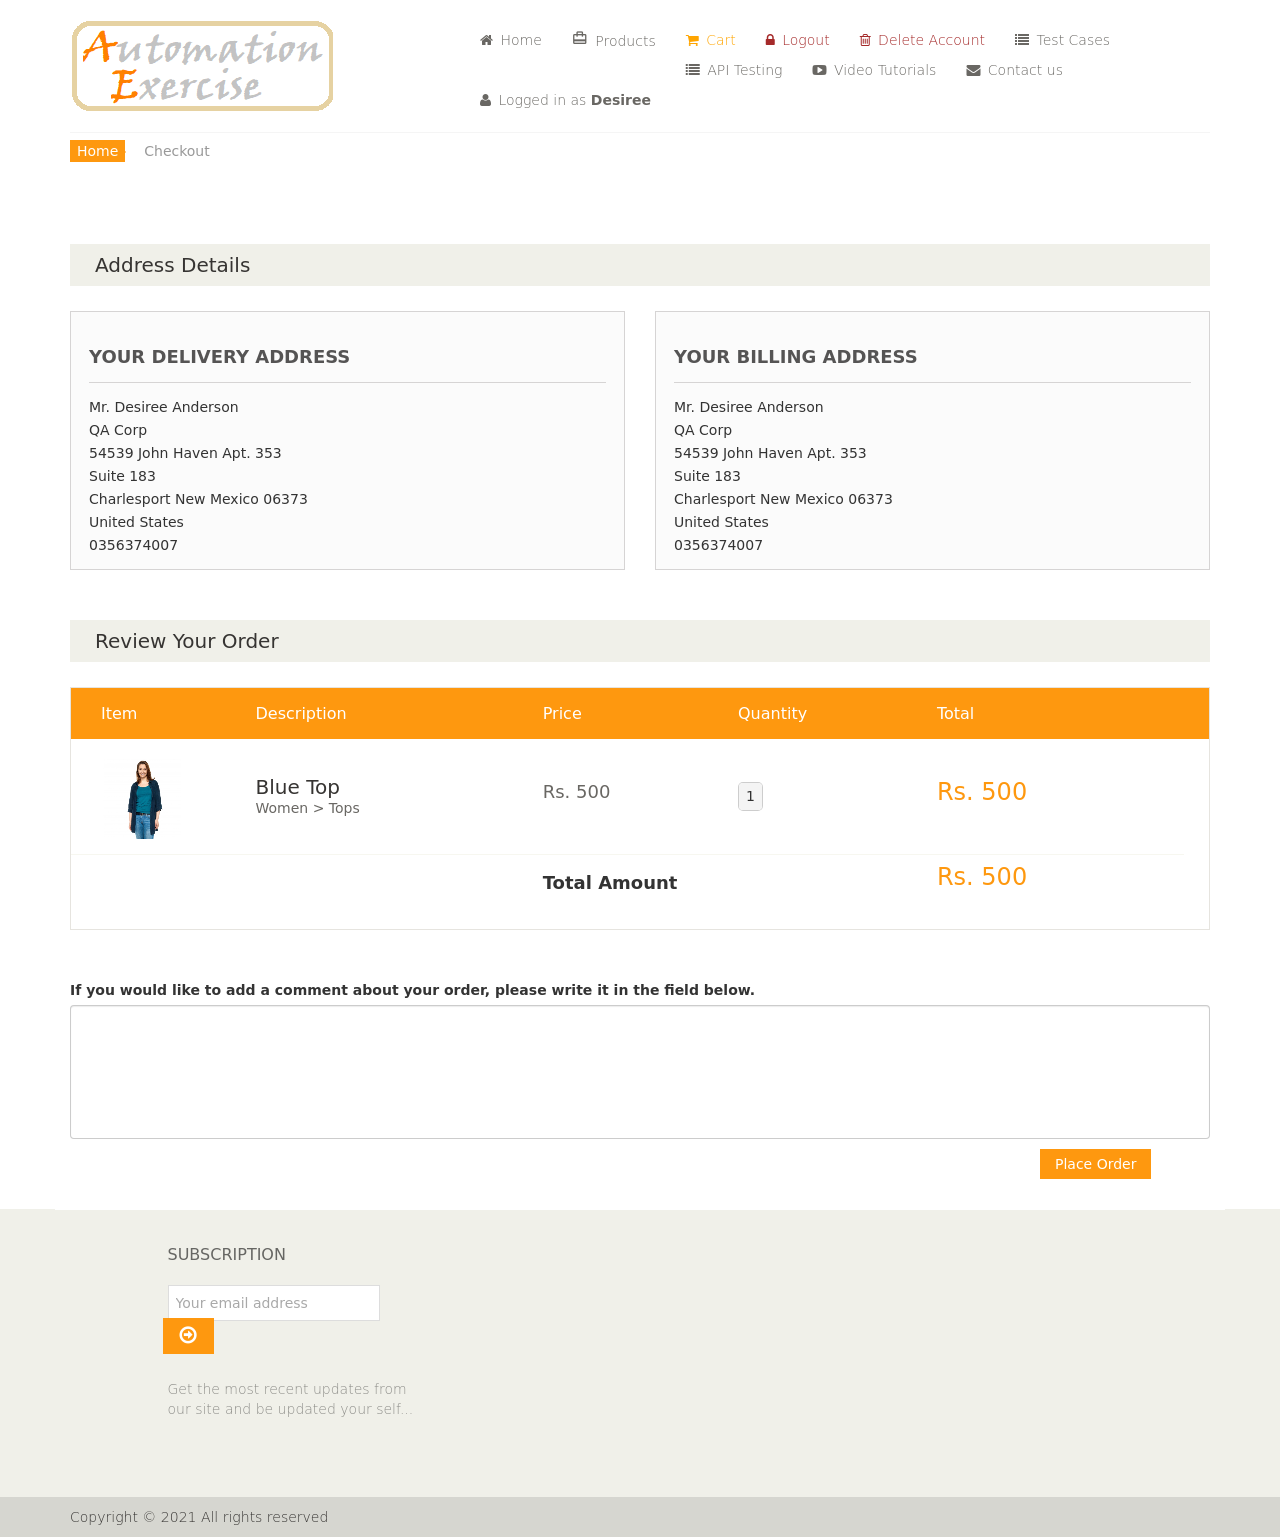 Automation
Exercise
Home
Products
Cart
Logout
Delete Account
Test Cases
API Testing
Video Tutorials
Contact us
Logged in as Desiree
Home
Checkout
Address Details
YOUR DELIVERY ADDRESS
Mr. Desiree Anderson
QA Corp
54539 John Haven Apt. 353
Suite 183
Charlesport New Mexico 06373
United States
0356374007
YOUR BILLING ADDRESS
Mr. Desiree Anderson
QA Corp
54539 John Haven Apt. 353
Suite 183
Charlesport New Mexico 06373
United States
0356374007
Review Your Order
Item Description Price Quantity Total
Blue Top
Women > Tops
Rs. 500
1
Rs. 500
Total Amount
Rs. 500
If you would like to add a comment about your order, please write it in the field below.
Place Order
SUBSCRIPTION
Your email address
Get the most recent updates from
our site and be updated your self...
Copyright © 2021 All rights reserved